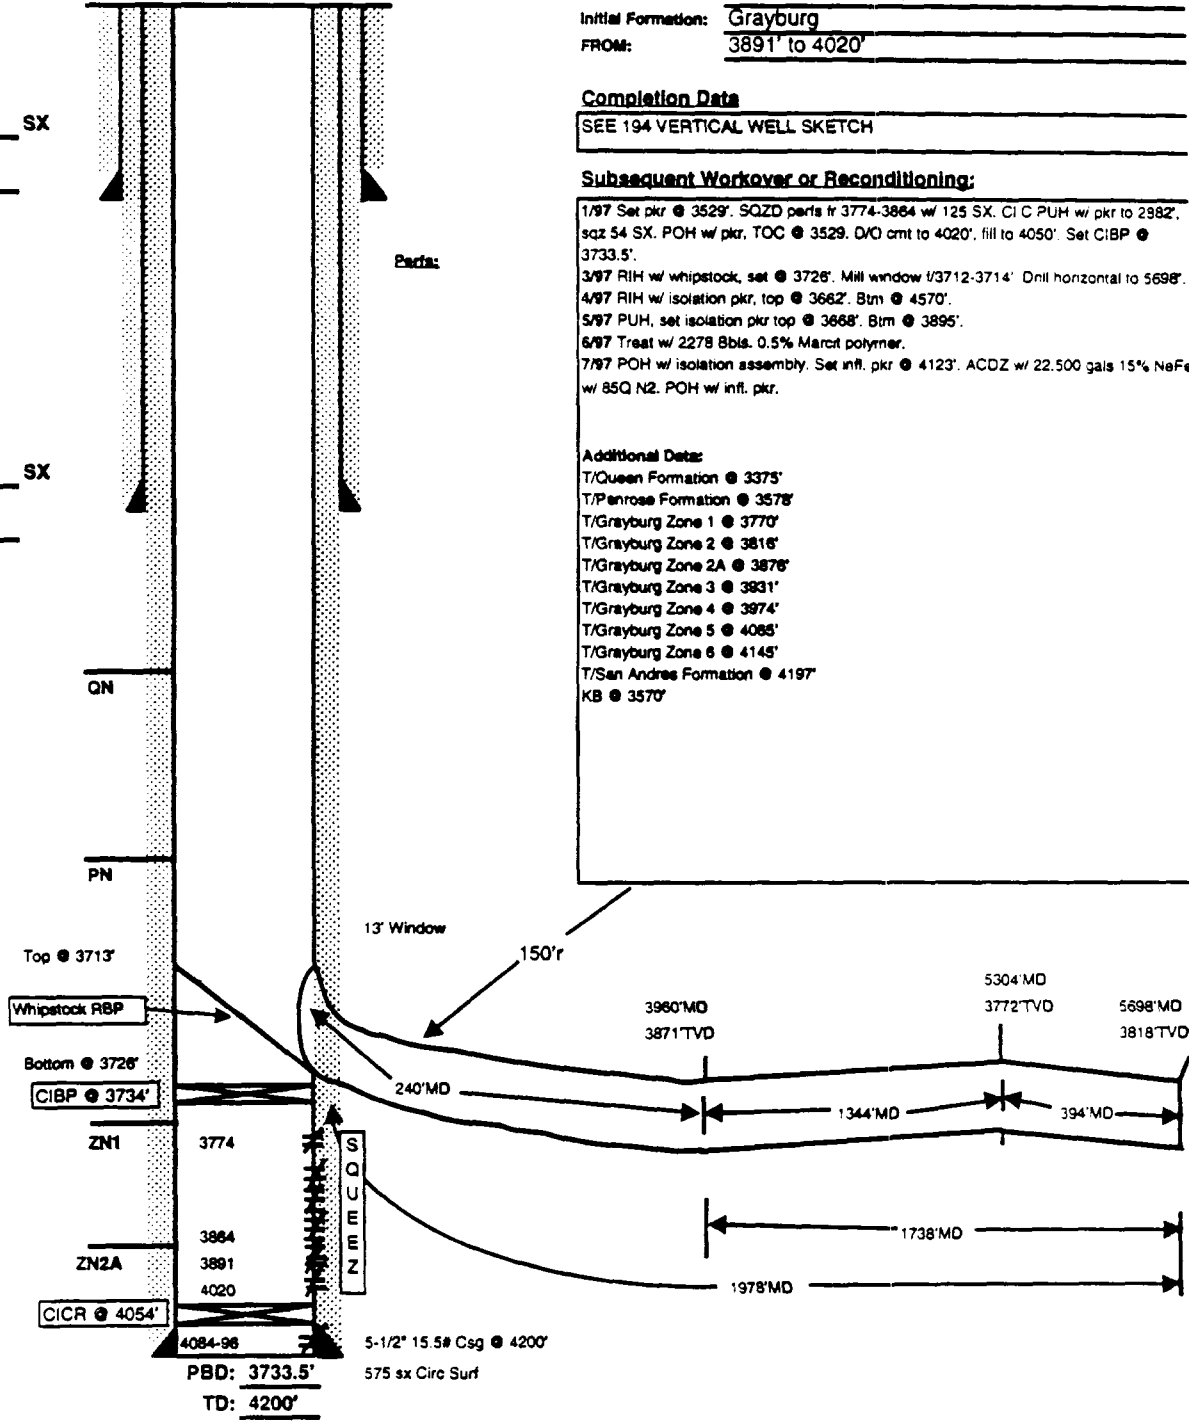 Initial Formation: Grayburg
FROM: 3891' to 4020'
Completion Data
SEE 194 VERTICAL WELL SKETCH
Subsequent Workover or Reconditioning:
1/97 Set pkr @ 3529'. SQZD perfs fr 3774-3864 w/ 125 SX. CI C PUH w/ pkr to 2982',
sqz 54 SX. POH w/ pkr, TOC @ 3529. D/O cmt to 4020', fill to 4050'. Set CIBP @
3733.5'.
3/97 RIH w/ whipstock, set @ 3726'. Mill window f/3712-3714' Drill horizontal to 5698'.
4/97 RIH w/ isolation pkr, top @ 3662'. Btm @ 4570'.
5/97 PUH, set isolation pkr top @ 3668'. Btm @ 3895'.
6/97 Treat w/ 2278 Bbls. 0.5% Marcit polymer.
7/97 POH w/ isolation assembly. Set infl. pkr @ 4123'. ACDZ w/ 22.500 gals 15% NeFe
w/ 85Q N2. POH w/ infl. pkr.
Additional Data:
T/Queen Formation @ 3375'
T/Penrose Formation @ 3578'
T/Grayburg Zone 1 @ 3770'
T/Grayburg Zone 2 @ 3816'
T/Grayburg Zone 2A @ 3876'
T/Grayburg Zone 3 @ 3931'
T/Grayburg Zone 4 @ 3974'
T/Grayburg Zone 5 @ 4065'
T/Grayburg Zone 6 @ 4145'
T/San Andres Formation @ 4197'
KB @ 3570'
SX
Perfs:
SX
QN
PN
13' Window
Top @ 3713'
150'r
Whipstock RBP
3960'MD
3871'TVD
5304'MD
3772'TVD
5698'MD
3818'TVD
Bottom @ 3726'
CIBP @ 3734'
240'MD
1344'MD
394'MD
ZN1
3774
SQUEEZ
3864
ZN2A
3891
4020
1738'MD
1978'MD
CICR @ 4054'
4084-96
5-1/2" 15.5# Csg @ 4200'
575 sx Circ Surf
PBD: 3733.5'
TD: 4200'